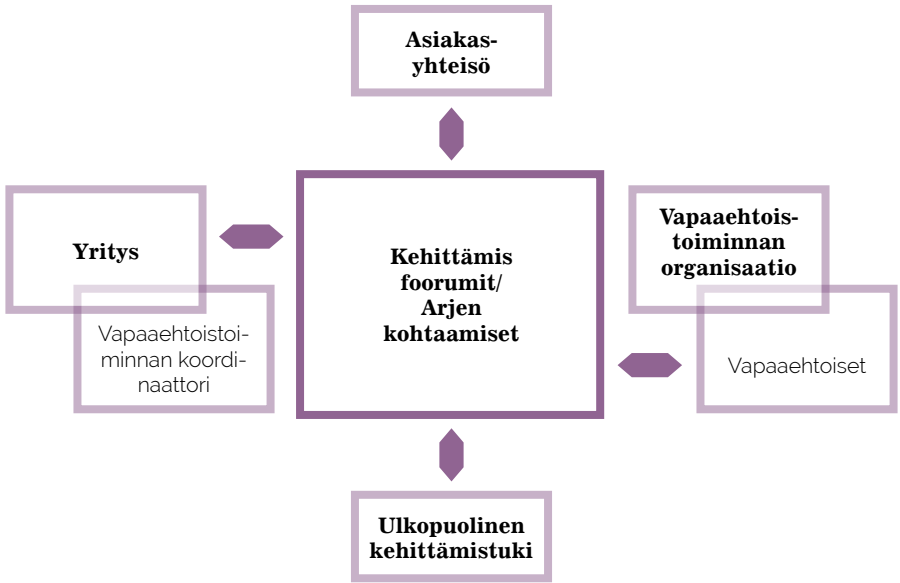 Asiakas-
yhteisö
Yritys
Vapaaehtoistoi-
minnan koordi-
naattori
Kehittämis
foorumit/
Arjen
kohtaamiset
Vapaaehtois-
toiminnan
organisaatio
Vapaaehtoiset
Ulkopuolinen
kehittämistuki